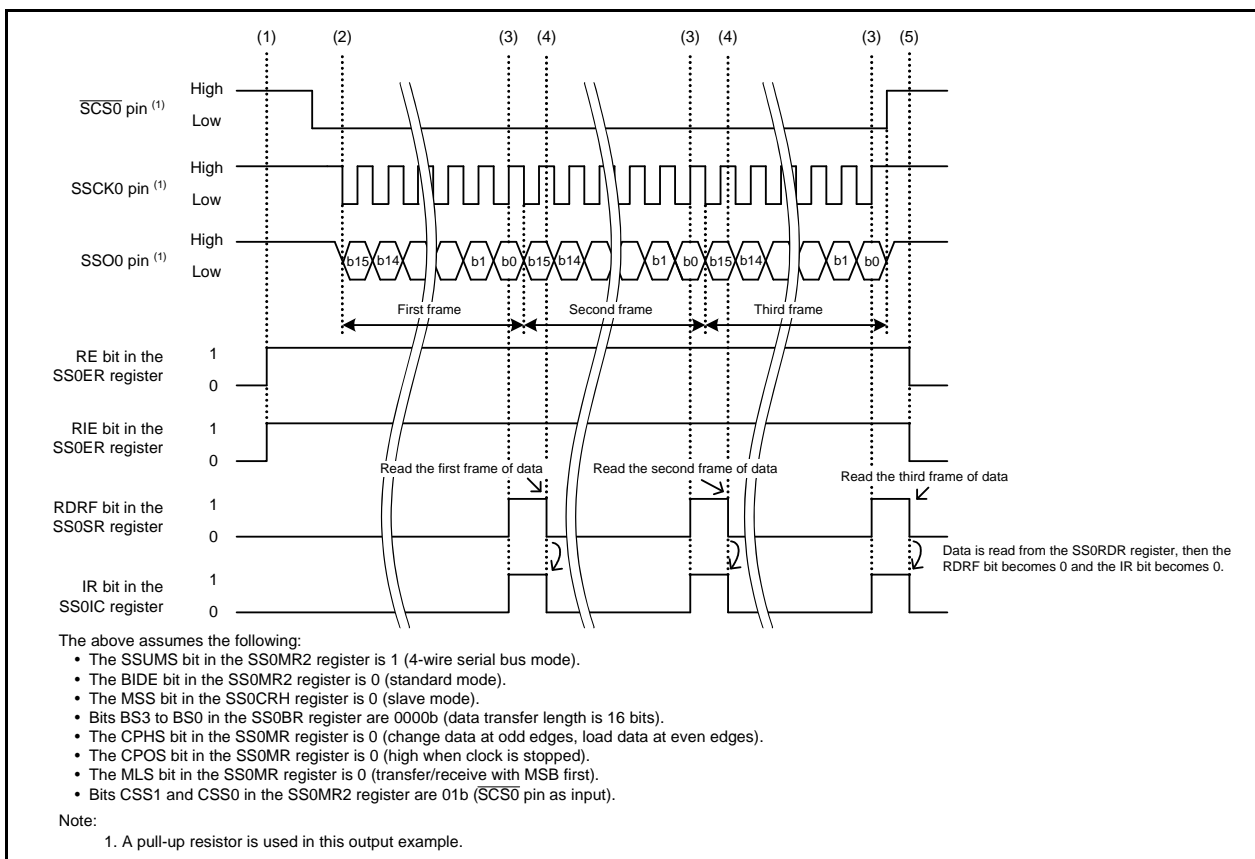 (1) (2) (3) (4) (3) (4) (3) (5)
SCS0 pin (1)
High
Low
SSCK0 pin (1)
High
Low
SSO0 pin (1)
High
Low
b15 b14 b1 b0 b15 b14 b1 b0 b15 b14 b1 b0
First frame Second frame Third frame
RE bit in the
SS0ER register
1
0
RIE bit in the
SS0ER register
1
0
Read the first frame of data Read the second frame of data Read the third frame of data
RDRF bit in the
SS0SR register
1
0
Data is read from the SS0RDR register, then the
RDRF bit becomes 0 and the IR bit becomes 0.
IR bit in the
SS0IC register
1
0
The above assumes the following:
• The SSUMS bit in the SS0MR2 register is 1 (4-wire serial bus mode).
• The BIDE bit in the SS0MR2 register is 0 (standard mode).
• The MSS bit in the SS0CRH register is 0 (slave mode).
• Bits BS3 to BS0 in the SS0BR register are 0000b (data transfer length is 16 bits).
• The CPHS bit in the SS0MR register is 0 (change data at odd edges, load data at even edges).
• The CPOS bit in the SS0MR register is 0 (high when clock is stopped).
• The MLS bit in the SS0MR register is 0 (transfer/receive with MSB first).
• Bits CSS1 and CSS0 in the SS0MR2 register are 01b (SCS0 pin as input).
Note:
1. A pull-up resistor is used in this output example.